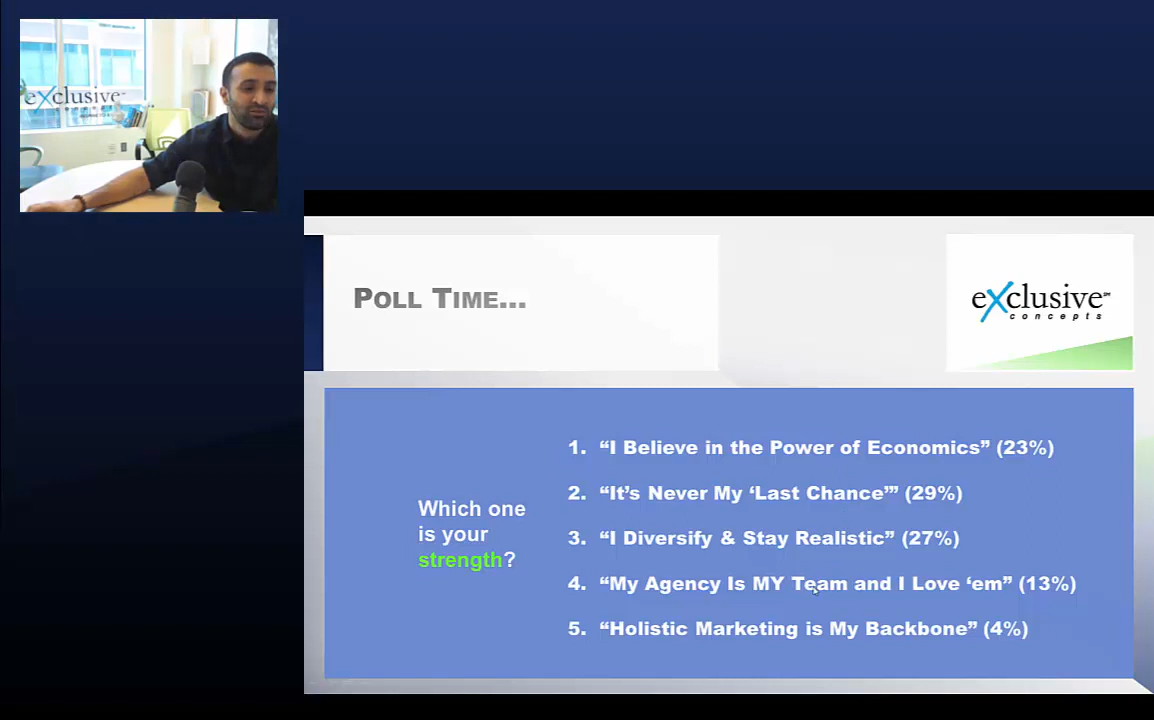 eXclusive
POLL TIME...
eXclusive
concepts
Which one
is your
strength?
1. “I Believe in the Power of Economics” (23%)
2. “It’s Never My ‘Last Chance’” (29%)
3. “I Diversify & Stay Realistic” (27%)
4. “My Agency Is MY Team and I Love ‘em” (13%)
5. “Holistic Marketing is My Backbone” (4%)